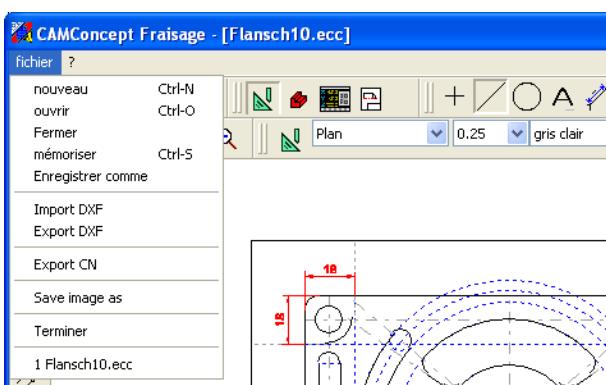 CAMConcept Fraisage - [Flansch10.ecc]
fichier ?
nouveau Ctrl-N
ouvrir Ctrl-O
Fermer
mémoriser Ctrl-S
Enregistrer comme
Import DXF
Export DXF
Export CN
Save image as
Terminer
1 Flansch10.ecc
Plan 0.25 gris clair
18
18